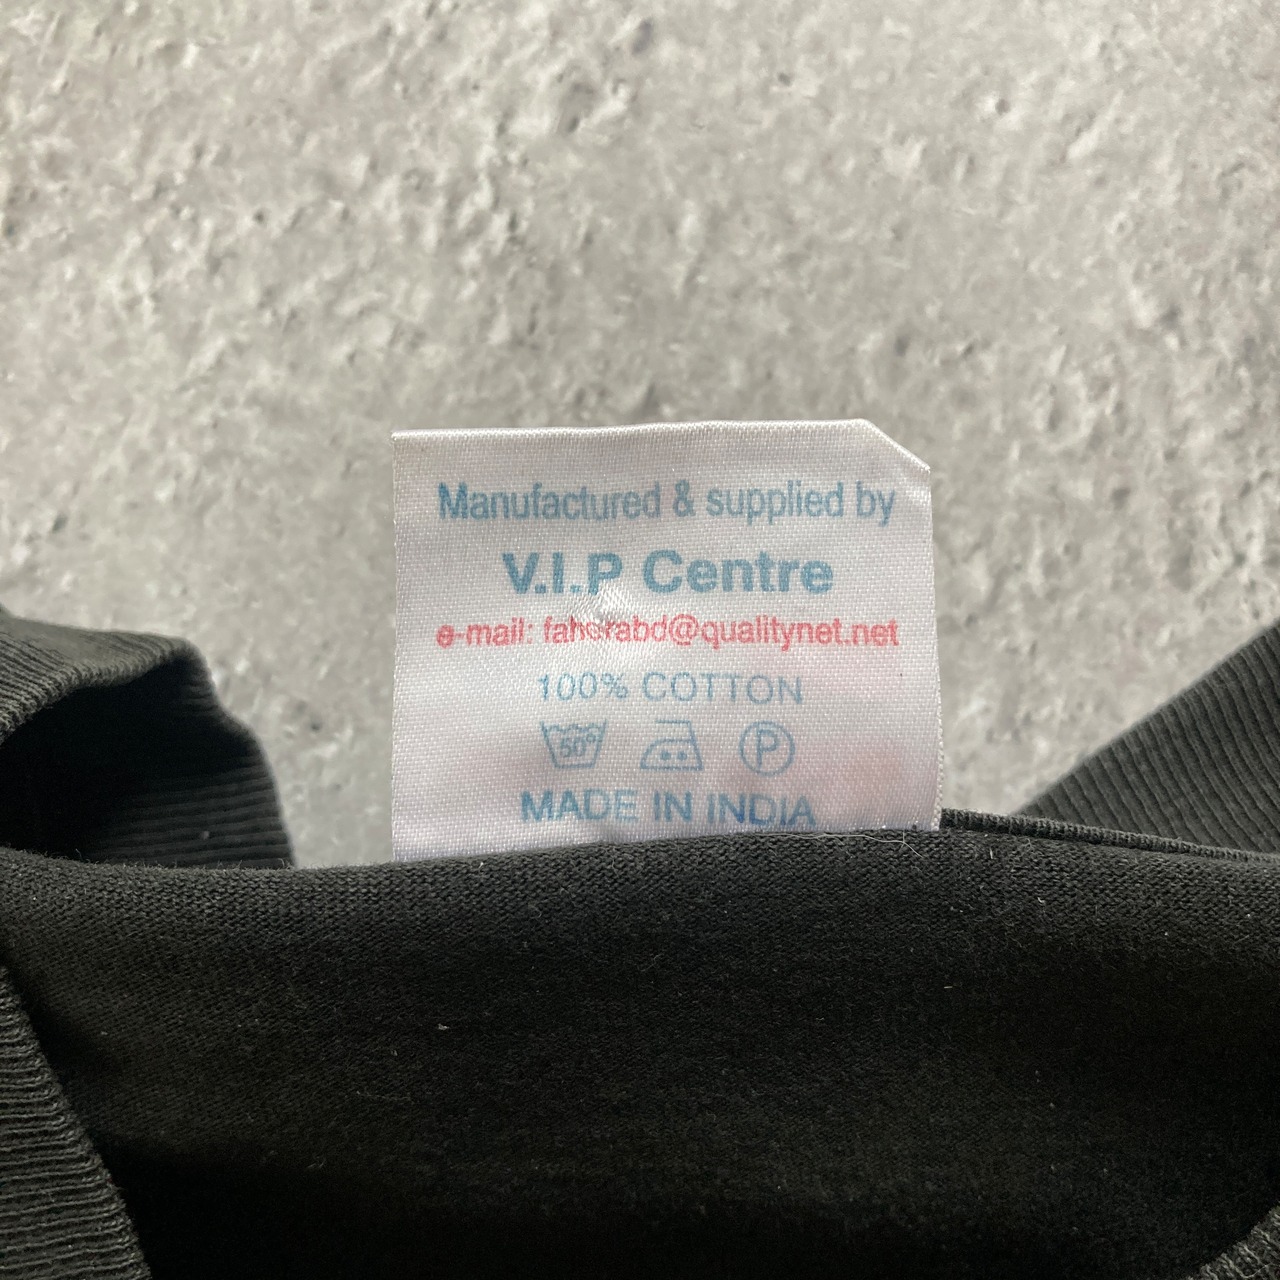 Manufactured & supplied by
V.I.P Centre
e-mail: faherabd@qualitynet.net
100% COTTON
50° P
MADE IN INDIA